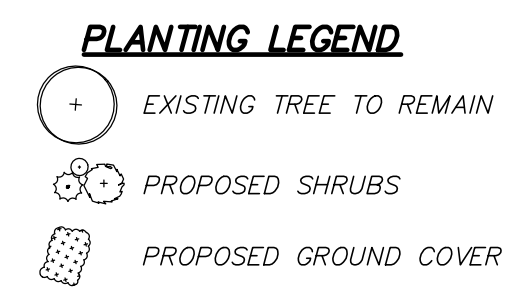 PLANTING LEGEND
EXISTING TREE TO REMAIN
PROPOSED SHRUBS
PROPOSED GROUND COVER